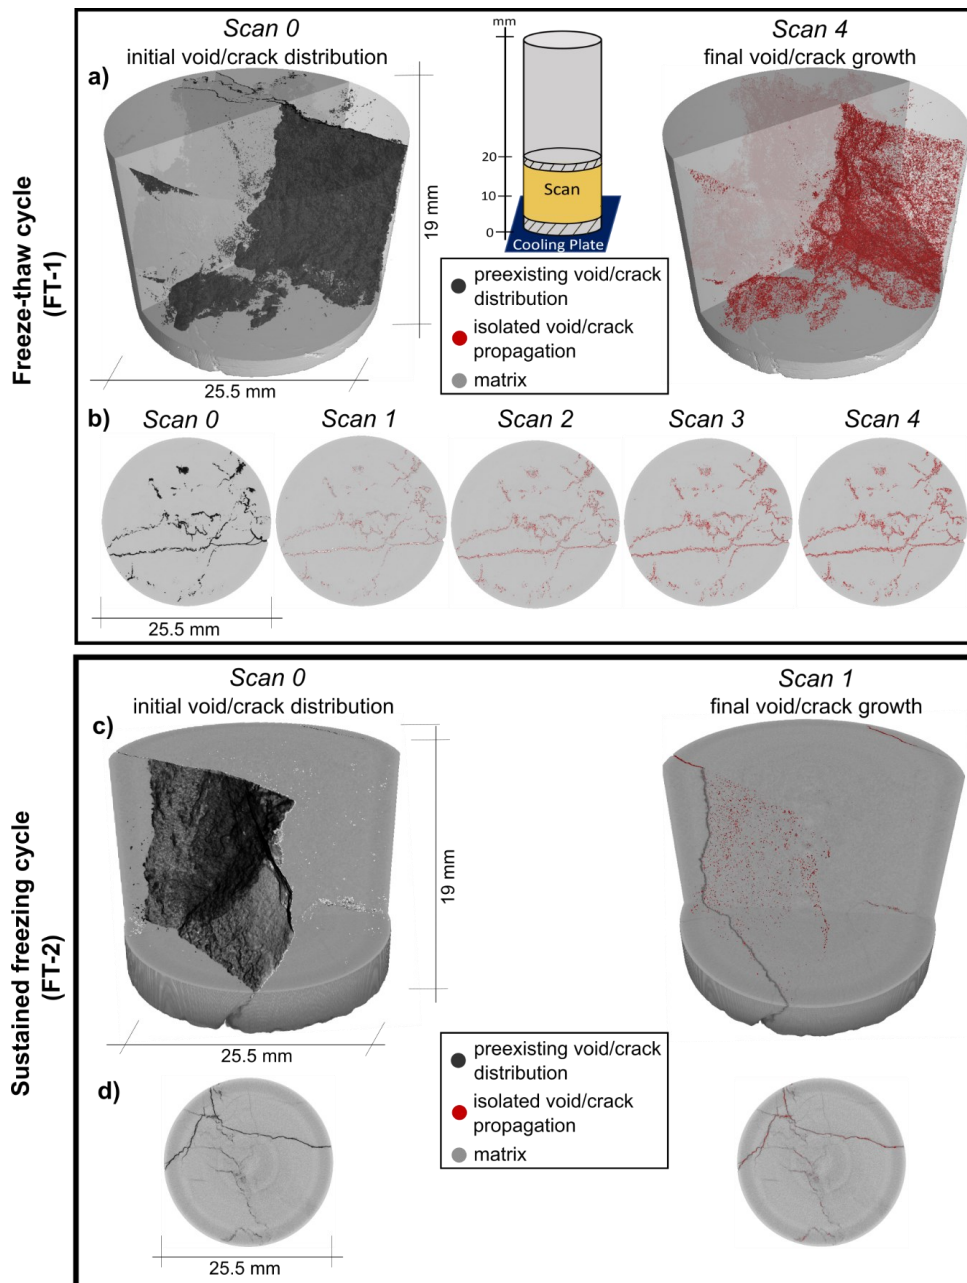 Freeze-thaw cycle
(FT-1)
a)
Scan 0
initial void/crack distribution
19 mm
25.5 mm
mm
20
10
0
Scan
Cooling Plate
preexisting void/crack
distribution
isolated void/crack
propagation
matrix
Scan 4
final void/crack growth
b)
Scan 0
Scan 1
Scan 2
Scan 3
Scan 4
25.5 mm
Sustained freezing cycle
(FT-2)
c)
Scan 0
initial void/crack distribution
19 mm
25.5 mm
Scan 1
final void/crack growth
preexisting void/crack
distribution
isolated void/crack
propagation
matrix
d)
25.5 mm